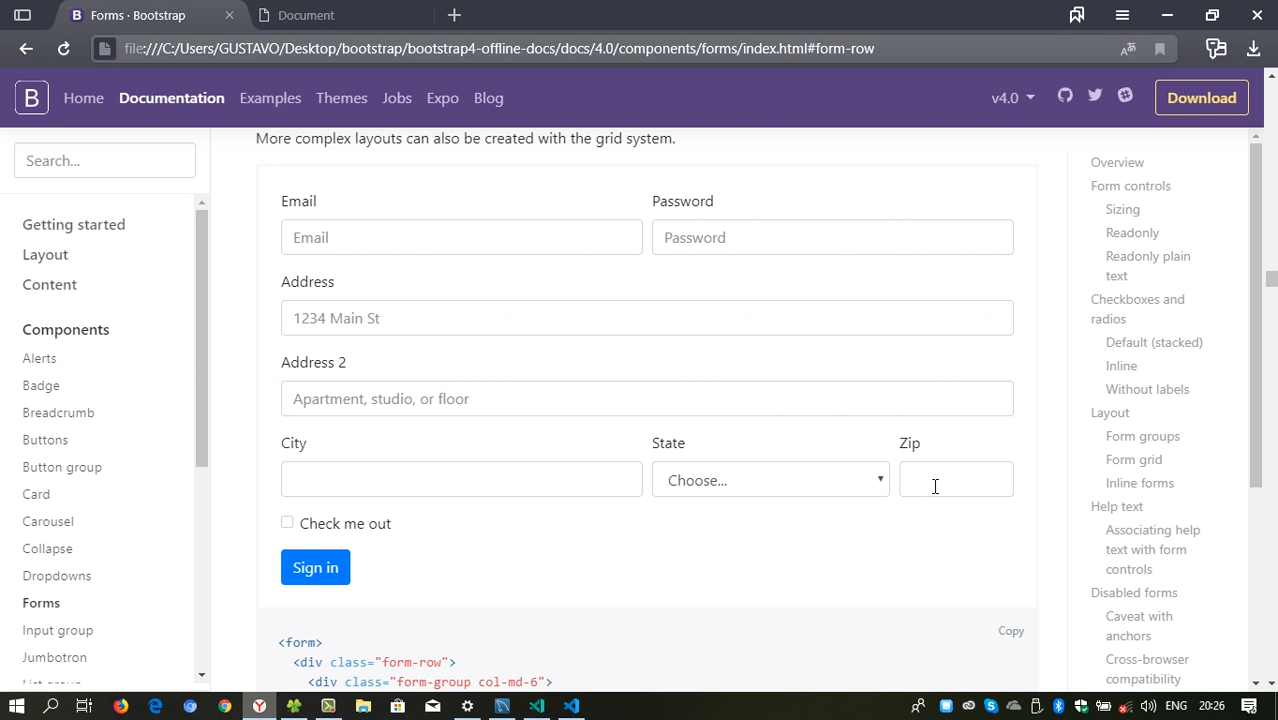 Forms · Bootstrap
Document
file:///C:/Users/GUSTAVO/Desktop/bootstrap/bootstrap4-offline-docs/docs/4.0/components/forms/index.html#form-row
B Home Documentation Examples Themes Jobs Expo Blog v4.0 Download
Search...
Getting started
Layout
Content
Components
Alerts
Badge
Breadcrumb
Buttons
Button group
Card
Carousel
Collapse
Dropdowns
Forms
Input group
Jumbotron
List group
More complex layouts can also be created with the grid system.
Email Password
Email Password
Address
1234 Main St
Address 2
Apartment, studio, or floor
City State Zip
Choose...
Check me out
Sign in
Copy
<form>
<div class="form-row">
<div class="form-group col-md-6">
Overview
Form controls
Sizing
Readonly
Readonly plain
text
Checkboxes and
radios
Default (stacked)
Inline
Without labels
Layout
Form groups
Form grid
Inline forms
Help text
Associating help
text with form
controls
Disabled forms
Caveat with
anchors
Cross-browser
compatibility
ENG 20:26